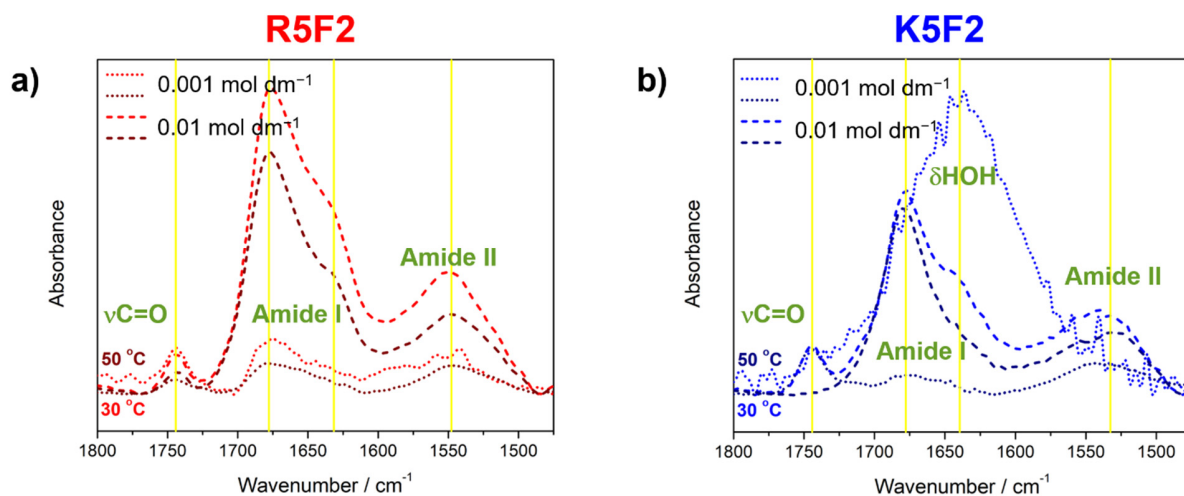 R5F2
a)
0.001 mol dm⁻¹
0.01 mol dm⁻¹
Absorbance
νC=O
Amide I
Amide II
50 °C
30 °C
1800 1750 1700 1650 1600 1550 1500
Wavenumber / cm⁻¹
K5F2
b)
0.001 mol dm⁻¹
0.01 mol dm⁻¹
δHOH
Absorbance
νC=O
Amide I
Amide II
50 °C
30 °C
1800 1750 1700 1650 1600 1550 1500
Wavenumber / cm⁻¹